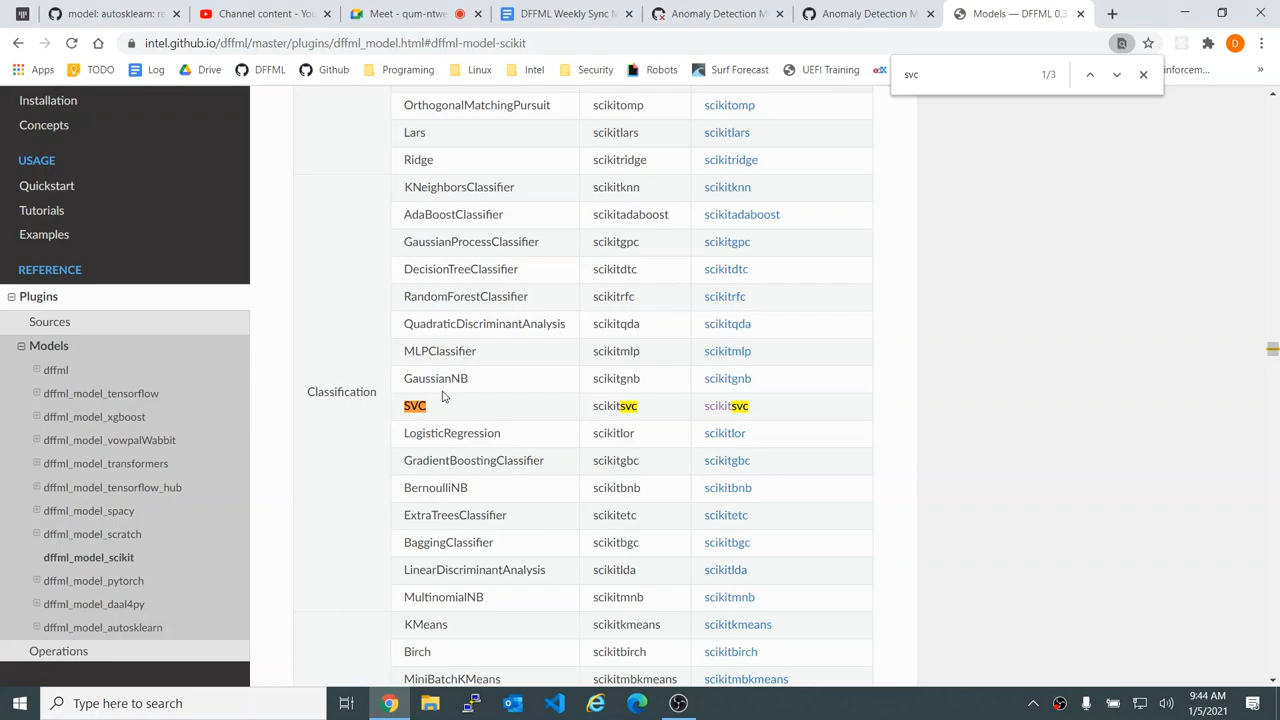 model: autosklearn: re
Channel content - You
Meet - qum-ntwe
DFFML Weekly Sync M
Anomaly Detection M
Anomaly Detection M
Models — DFFML 0.3
intel.github.io/dffml/master/plugins/dffml_model.html#dffml-model-scikit
D
Apps TODO Log Drive DFFML Github Programming Linux Intel Security Robots Surf Forecast UEFI Training inforcem... »
svc 1/3
Installation
Concepts
USAGE
Quickstart
Tutorials
Examples
REFERENCE
Plugins
Sources
Models
dffml
dffml_model_tensorflow
dffml_model_xgboost
dffml_model_vowpalWabbit
dffml_model_transformers
dffml_model_tensorflow_hub
dffml_model_spacy
dffml_model_scratch
dffml_model_scikit
dffml_model_pytorch
dffml_model_daal4py
dffml_model_autosklearn
Operations
OrthogonalMatchingPursuit scikitomp scikitomp
Lars scikitlars scikitlars
Ridge scikitridge scikitridge
Classification
KNeighborsClassifier scikitknn scikitknn
AdaBoostClassifier scikitadaboost scikitadaboost
GaussianProcessClassifier scikitgpc scikitgpc
DecisionTreeClassifier scikitdtc scikitdtc
RandomForestClassifier scikitrfc scikitrfc
QuadraticDiscriminantAnalysis scikitqda scikitqda
MLPClassifier scikitmlp scikitmlp
GaussianNB scikitgnb scikitgnb
SVC scikitsvc scikitsvc
LogisticRegression scikitlor scikitlor
GradientBoostingClassifier scikitgbc scikitgbc
BernoulliNB scikitbnb scikitbnb
ExtraTreesClassifier scikitetc scikitetc
BaggingClassifier scikitbgc scikitbgc
LinearDiscriminantAnalysis scikitlda scikitlda
MultinomialNB scikitmnb scikitmnb
KMeans scikitkmeans scikitkmeans
Birch scikitbirch scikitbirch
MiniBatchKMeans scikitmbkmeans scikitmbkmeans
Type here to search
9:44 AM
1/5/2021